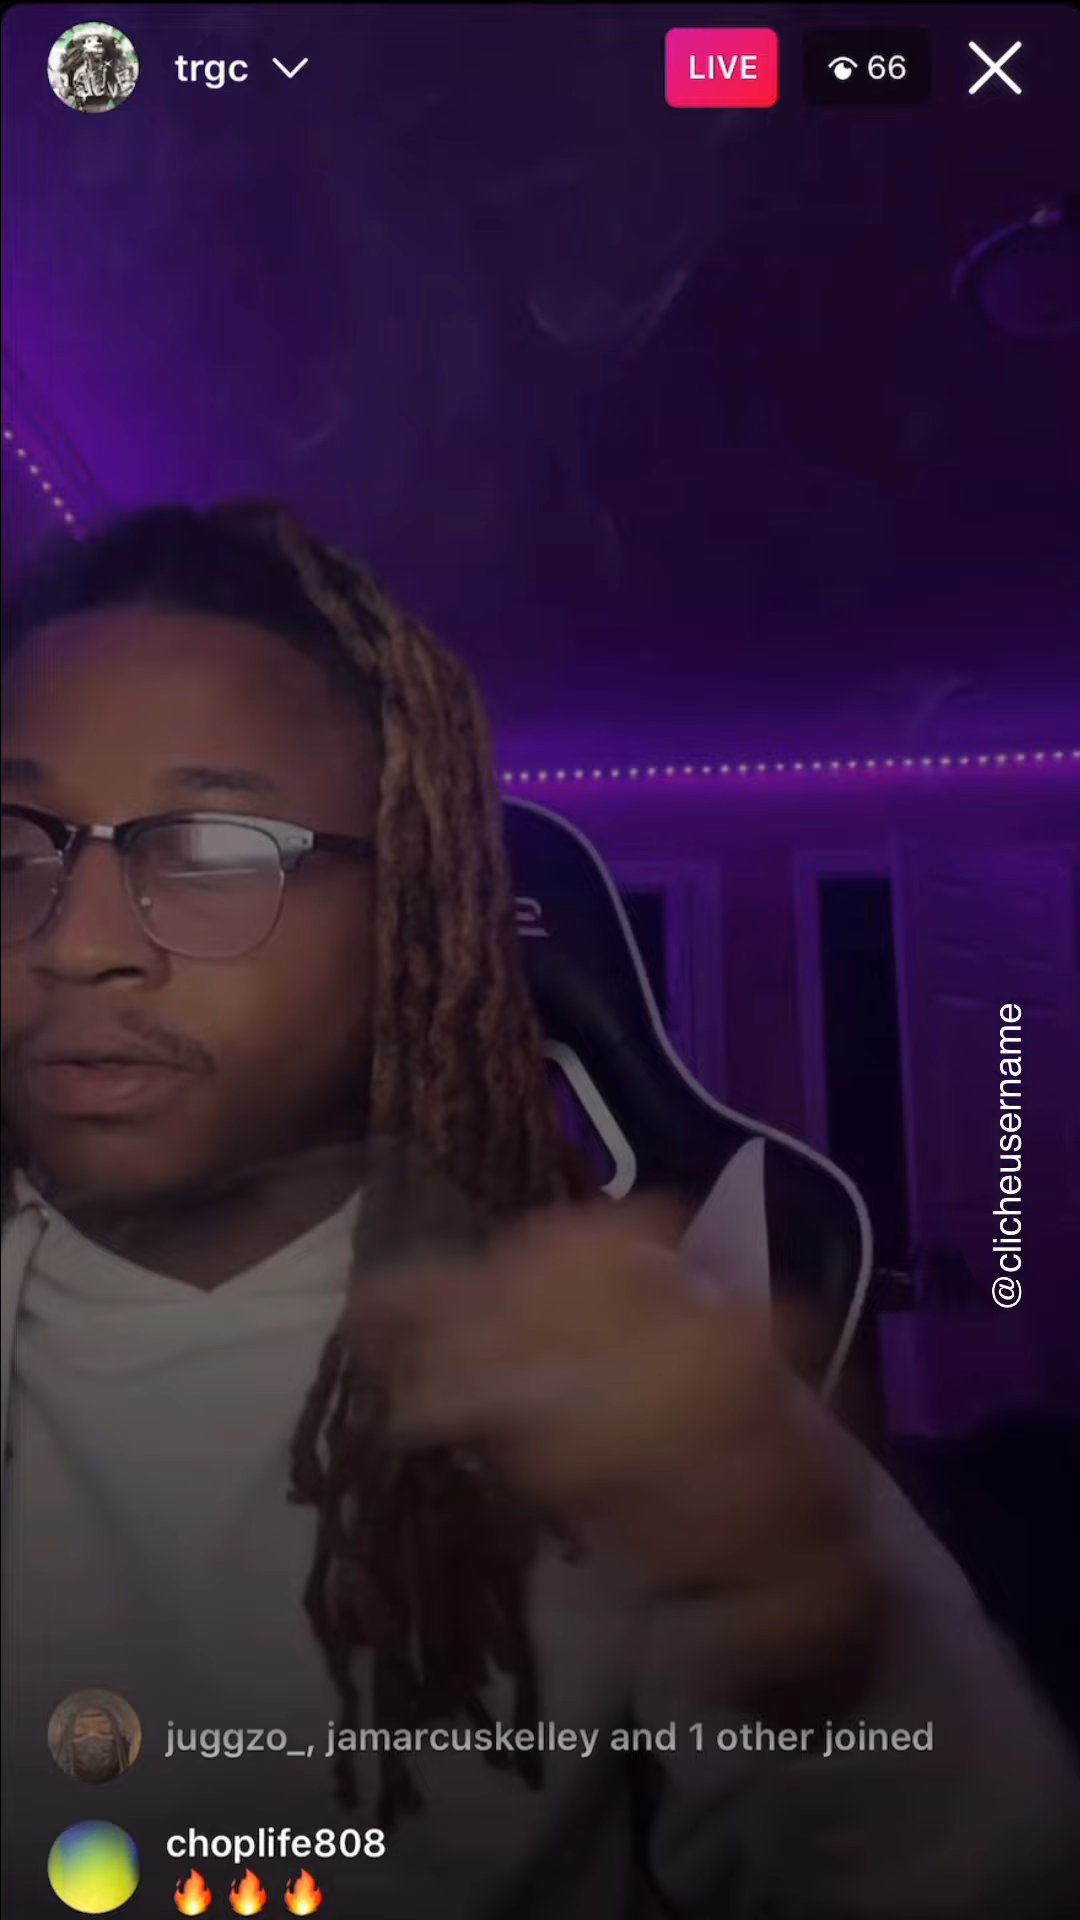 trgc
LIVE
66
@clicheusername
juggzo_, jamarcuskelley and 1 other joined
choplife808
🔥🔥🔥